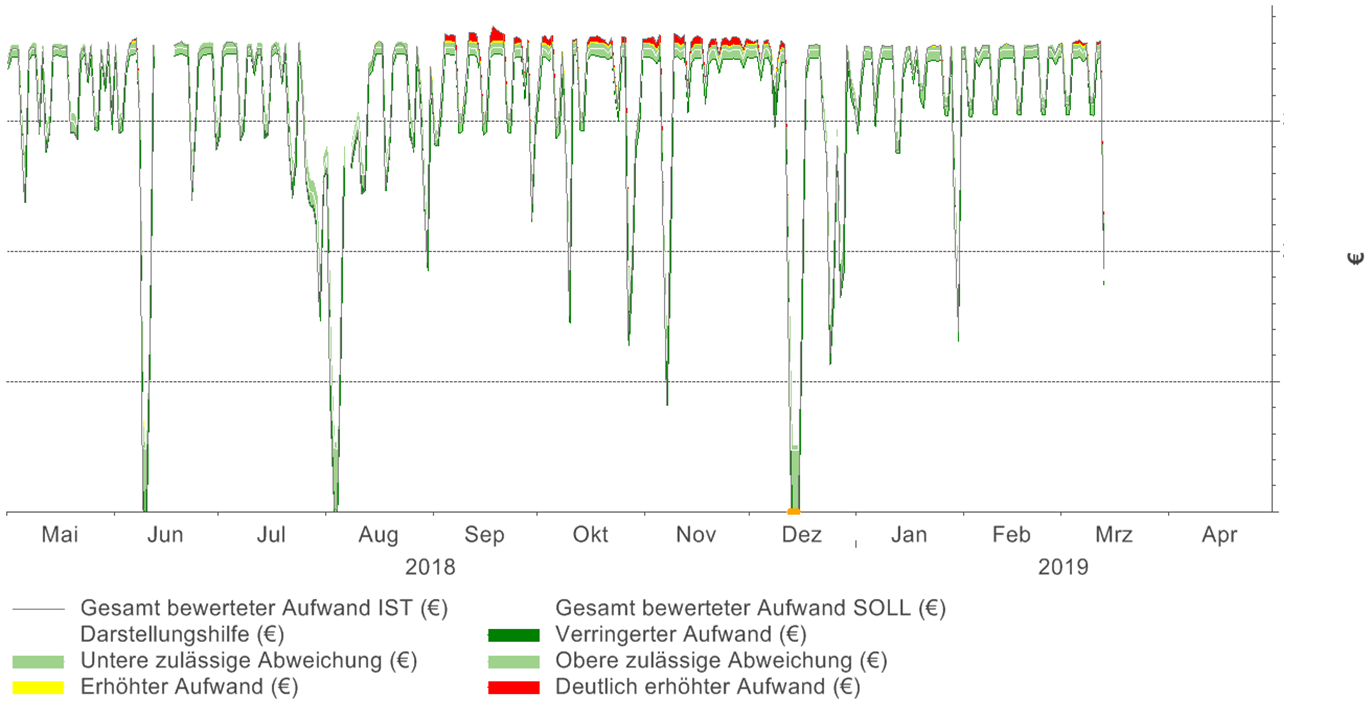 €
Mai Jun Jul Aug Sep Okt Nov Dez Jan Feb Mrz Apr
2018 2019
Gesamt bewerteter Aufwand IST (€) Gesamt bewerteter Aufwand SOLL (€)
Darstellungshilfe (€) Verringerter Aufwand (€)
Untere zulässige Abweichung (€) Obere zulässige Abweichung (€)
Erhöhter Aufwand (€) Deutlich erhöhter Aufwand (€)